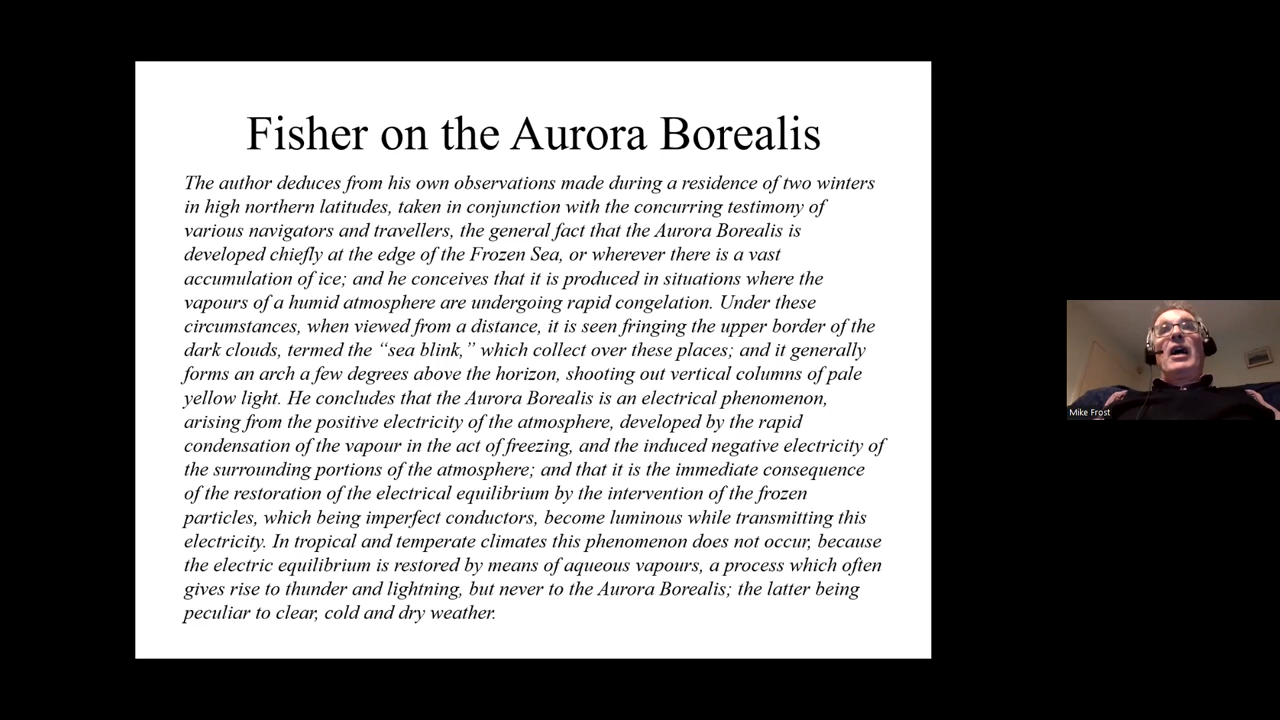 Fisher on the Aurora Borealis
The author deduces from his own observations made during a residence of two winters
in high northern latitudes, taken in conjunction with the concurring testimony of
various navigators and travellers, the general fact that the Aurora Borealis is
developed chiefly at the edge of the Frozen Sea, or wherever there is a vast
accumulation of ice; and he conceives that it is produced in situations where the
vapours of a humid atmosphere are undergoing rapid congelation. Under these
circumstances, when viewed from a distance, it is seen fringing the upper border of the
dark clouds, termed the “sea blink,” which collect over these places; and it generally
forms an arch a few degrees above the horizon, shooting out vertical columns of pale
yellow light. He concludes that the Aurora Borealis is an electrical phenomenon,
arising from the positive electricity of the atmosphere, developed by the rapid
condensation of the vapour in the act of freezing, and the induced negative electricity of
the surrounding portions of the atmosphere; and that it is the immediate consequence
of the restoration of the electrical equilibrium by the intervention of the frozen
particles, which being imperfect conductors, become luminous while transmitting this
electricity. In tropical and temperate climates this phenomenon does not occur, because
the electric equilibrium is restored by means of aqueous vapours, a process which often
gives rise to thunder and lightning, but never to the Aurora Borealis; the latter being
peculiar to clear, cold and dry weather.
Mike Frost